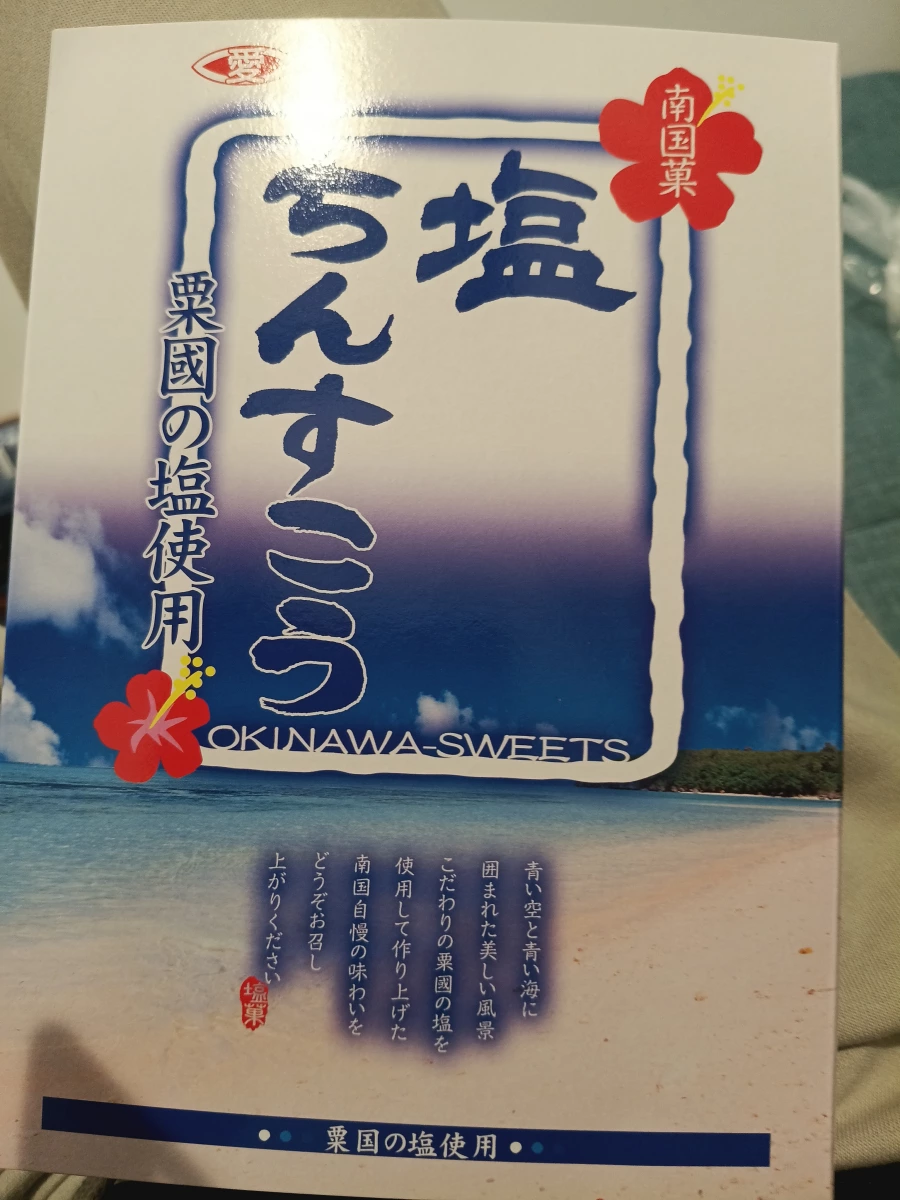 愛
南国菓
塩
ちんすこう
粟國の塩使用
OKINAWA-SWEETS
青い空と青い海に
囲まれた美しい風景
こだわりの粟國の塩を
使用して作り上げた
南国自慢の味わいを
どうぞお召し
上がりください
塩菓
粟国の塩使用